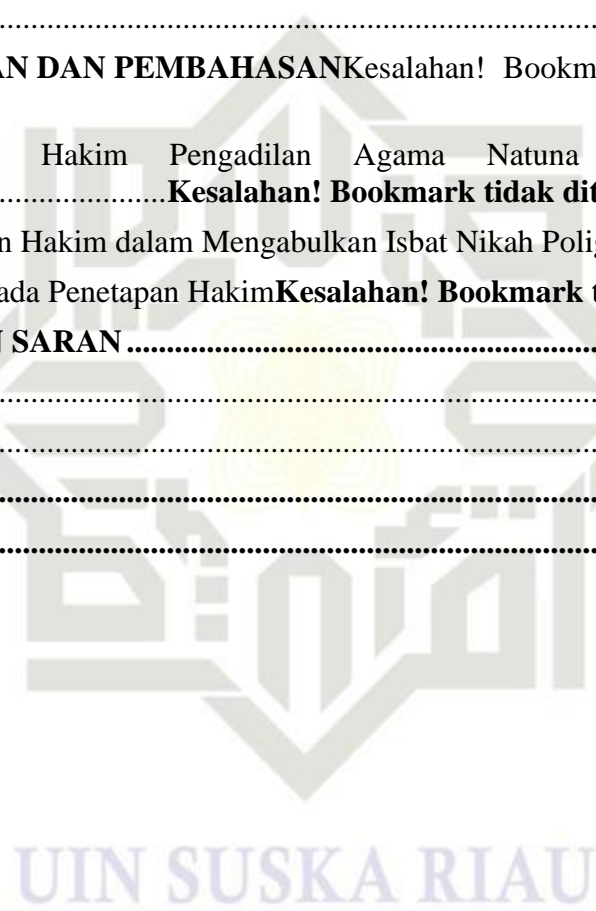 ...............................................................................
AN DAN PEMBAHASANKesalahan! Bookm
Hakim Pengadilan Agama Natuna
......................Kesalahan! Bookmark tidak dit
n Hakim dalam Mengabulkan Isbat Nikah Polig
ada Penetapan HakimKesalahan! Bookmark t
N SARAN...............................................................
...............................................................................
...............................................................................
...............................................................................
...............................................................................
UIN SUSKA RIAU